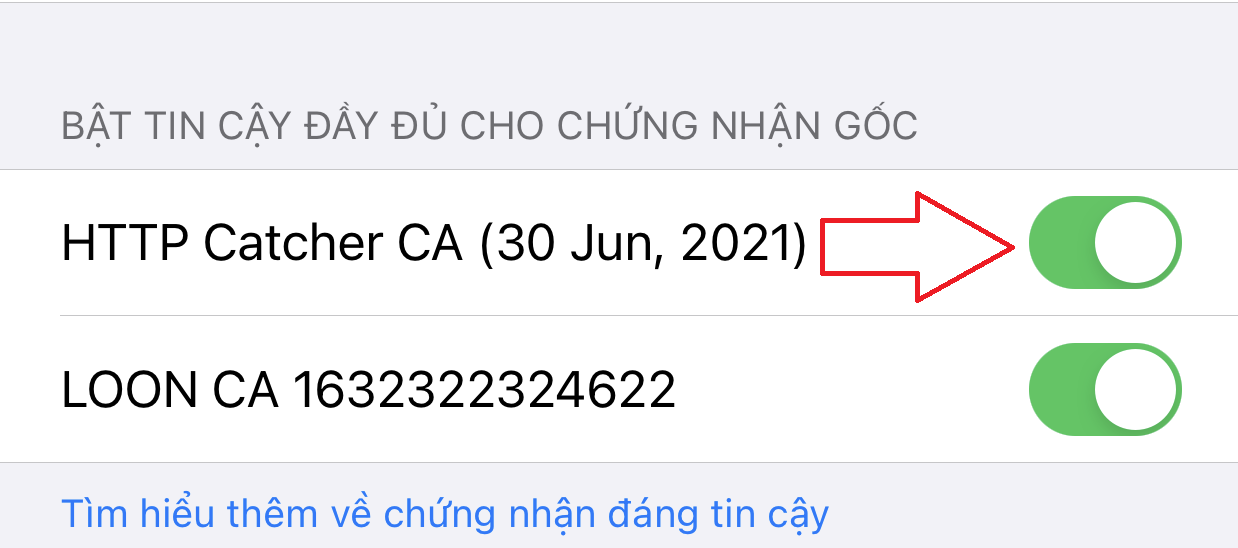 BẬT TIN CẬY ĐẦY ĐỦ CHO CHỨNG NHẬN GỐC
HTTP Catcher CA (30 Jun, 2021)
LOON CA 1632322324622
Tìm hiểu thêm về chứng nhận đáng tin cậy